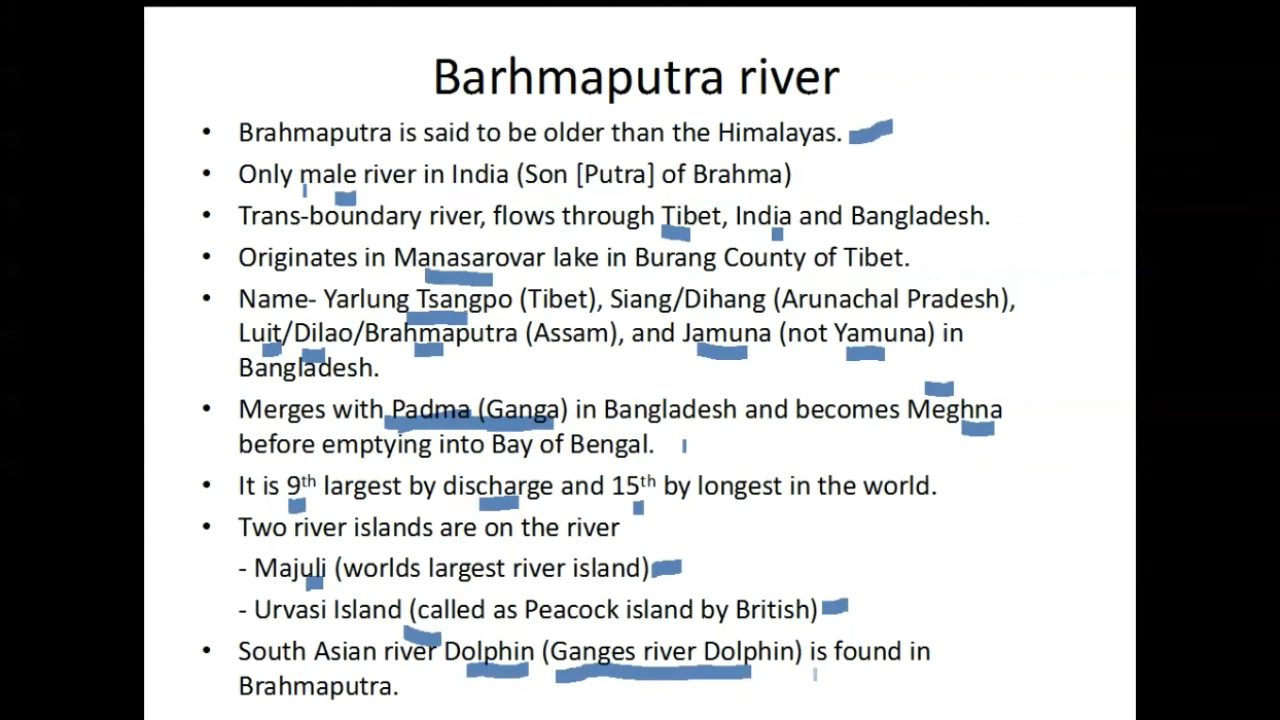 Barhmaputra river
• Brahmaputra is said to be older than the Himalayas.
• Only male river in India (Son [Putra] of Brahma)
• Trans-boundary river, flows through Tibet, India and Bangladesh.
• Originates in Manasarovar lake in Burang County of Tibet.
• Name- Yarlung Tsangpo (Tibet), Siang/Dihang (Arunachal Pradesh),
Luit/Dilao/Brahmaputra (Assam), and Jamuna (not Yamuna) in
Bangladesh.
• Merges with Padma (Ganga) in Bangladesh and becomes Meghna
before emptying into Bay of Bengal.
• It is 9th largest by discharge and 15th by longest in the world.
• Two river islands are on the river
- Majuli (worlds largest river island)
- Urvasi Island (called as Peacock island by British)
• South Asian river Dolphin (Ganges river Dolphin) is found in
Brahmaputra.